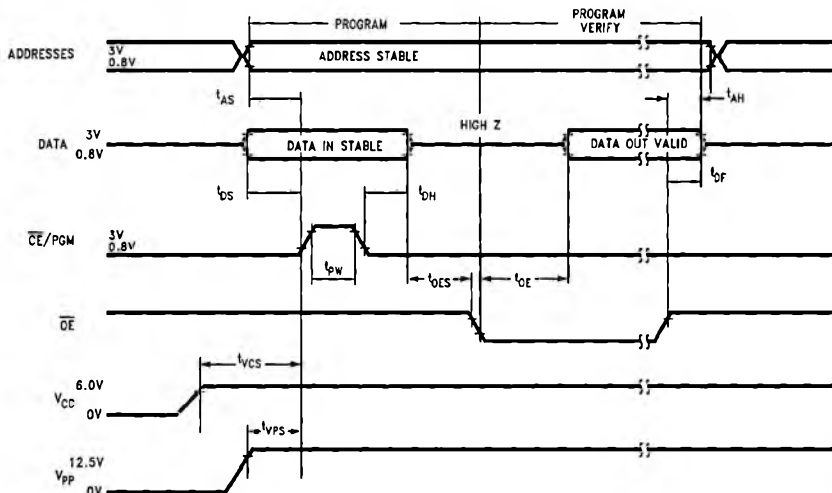 PROGRAM
PROGRAM
VERIFY
ADDRESSES
3V
0.8V
ADDRESS STABLE
tAS
tAH
HIGH Z
DATA
3V
0.8V
DATA IN STABLE
DATA OUT VALID
tDS
tDH
tDF
CE/PGM
3V
0.8V
tPW
tOES
tOE
OE
tVCS
VCC
6.0V
0V
tVPS
VPP
12.5V
0V